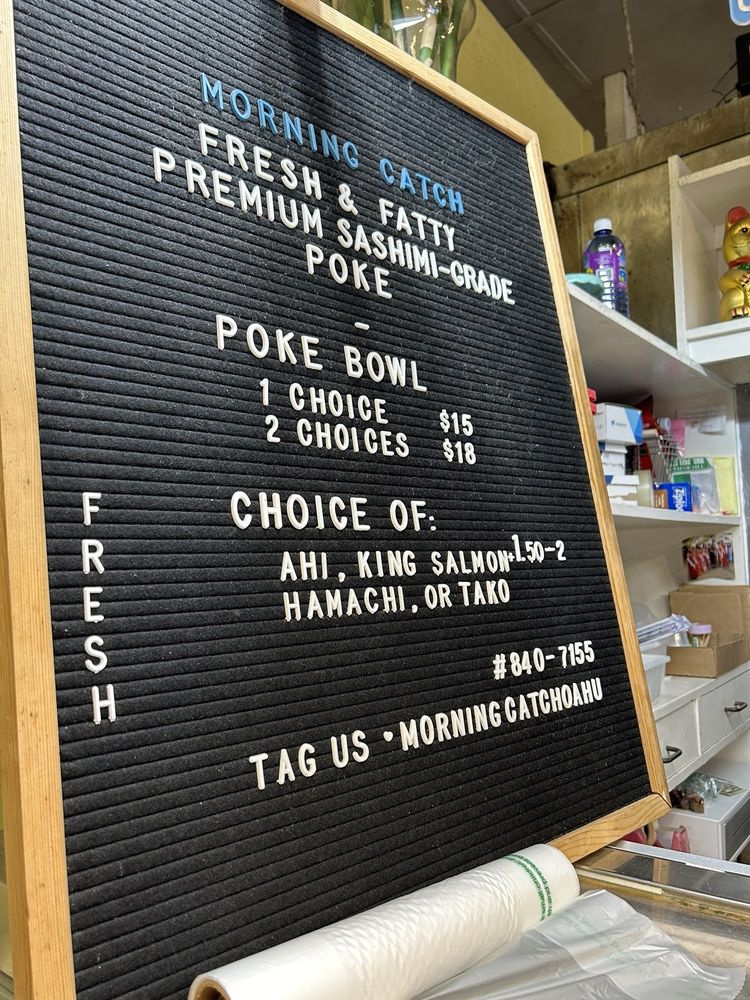 MORNING CATCH
FRESH & FATTY
PREMIUM SASHIMI-GRADE
POKE
-
POKE BOWL
1 CHOICE $15
2 CHOICES $18
FRESH
CHOICE OF:
AHI, KING SALMON+1.50-2
HAMACHI, OR TAKO
#840-7155
TAG US • MORNINGCATCHOAHU